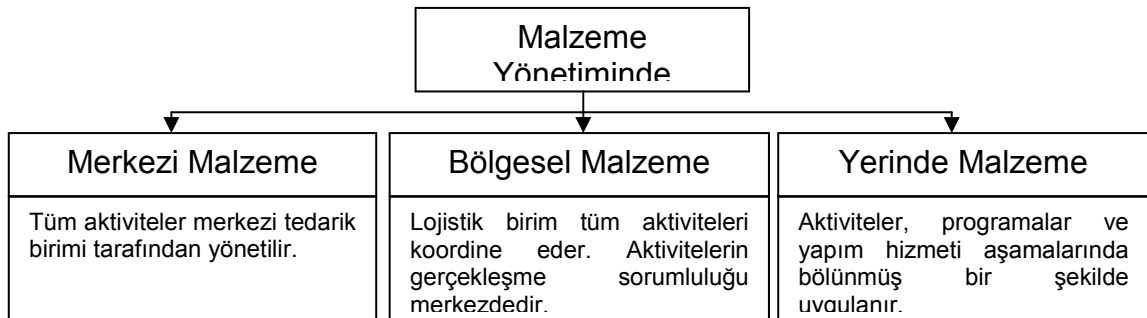 Malzeme
Yönetiminde
Merkezi Malzeme
Tüm aktiviteler merkezi tedarik
birimi tarafından yönetilir.
Bölgesel Malzeme
Lojistik birim tüm aktiviteleri
koordine eder. Aktivitelerin
gerçekleşme sorumluluğu
merkezdedir.
Yerinde Malzeme
Aktiviteler, programalar ve
yapım hizmeti aşamalarında
bölünmüş bir şekilde
uygulanır.